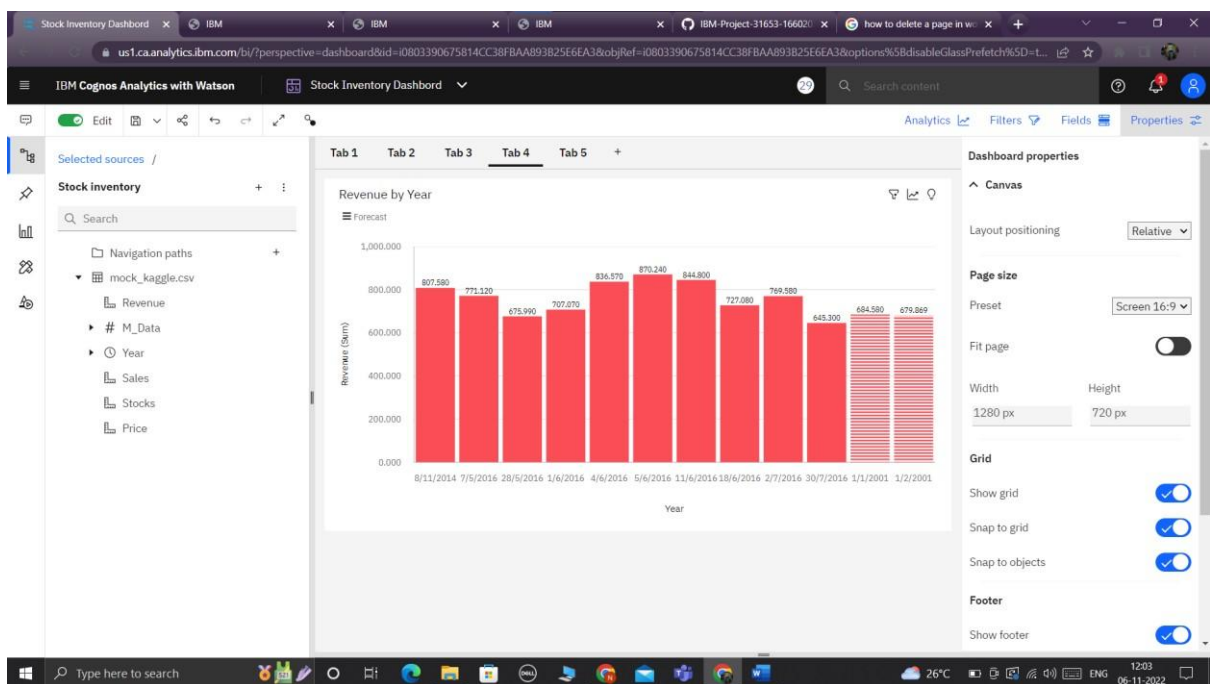 Stock Inventory Dashbord
IBM
IBM
IBM
IBM-Project-31653-166020
how to delete a page in wo
us1.ca.analytics.ibm.com/bi/?perspective=dashboard&id=i0803390675814CC38FBAA893B25E6EA3&objRef=i0803390675814CC38FBAA893B25E6EA3&options%5BdisableGlassPrefetch%5D=t...
IBM Cognos Analytics with Watson
Stock Inventory Dashbord
29
Search content
1
Edit
Analytics
Filters
Fields
Properties
Selected sources /
Stock inventory
Search
Navigation paths
mock_kaggle.csv
Revenue
# M_Data
Year
Sales
Stocks
Price
Tab 1 Tab 2 Tab 3 Tab 4 Tab 5 +
Revenue by Year
Forecast
Revenue (Sum)
1,000.000
800.000
600.000
400.000
200.000
0.000
807.580 771.120 675.990 707.070 836.570 870.240 844.800 727.080 769.580 645.300 684.580 679.869
8/11/2014 7/5/2016 28/5/2016 1/6/2016 4/6/2016 5/6/2016 11/6/2016 18/6/2016 2/7/2016 30/7/2016 1/1/2001 1/2/2001
Year
Dashboard properties
Canvas
Layout positioning Relative
Page size
Preset Screen 16:9
Fit page
Width Height
1280 px 720 px
Grid
Show grid
Snap to grid
Snap to objects
Footer
Show footer
Type here to search
DELL
26°C
ENG
12:03
06-11-2022